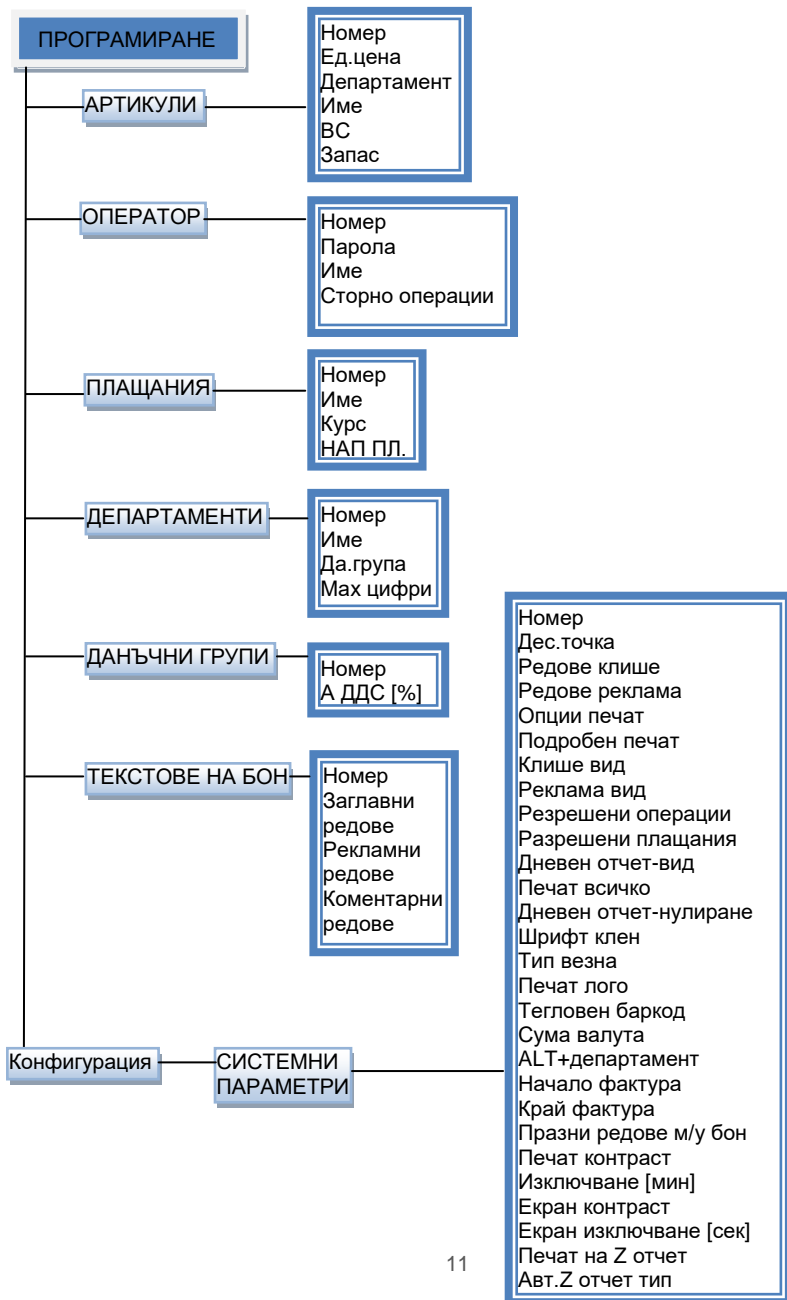 ПРОГРАМИРАНЕ
АРТИКУЛИ
Номер
Ед.цена
Департамент
Име
ВС
Запас
ОПЕРАТОР
Номер
Парола
Име
Сторно операции
ПЛАЩАНИЯ
Номер
Име
Курс
НАП ПЛ.
ДЕПАРТАМЕНТИ
Номер
Име
Да.група
Мах цифри
ДАНЪЧНИ ГРУПИ
Номер
А ДДС [%]
ТЕКСТОВЕ НА БОН
Номер
Заглавни
редове
Рекламни
редове
Коментарни
редове
Конфигурация
СИСТЕМНИ
ПАРАМЕТРИ
Номер
Дес.точка
Редове клише
Редове реклама
Опции печат
Подробен печат
Клише вид
Реклама вид
Резрешени операции
Разрешени плащания
Дневен отчет-вид
Печат всичко
Дневен отчет-нулиране
Шрифт клен
Тип везна
Печат лого
Тегловен баркод
Сума валута
ALT+департамент
Начало фактура
Край фактура
Празни редове м/у бон
Печат контраст
Изключване [мин]
Екран контраст
Екран изключване [сек]
Печат на Z отчет
Авт.Z отчет тип
11